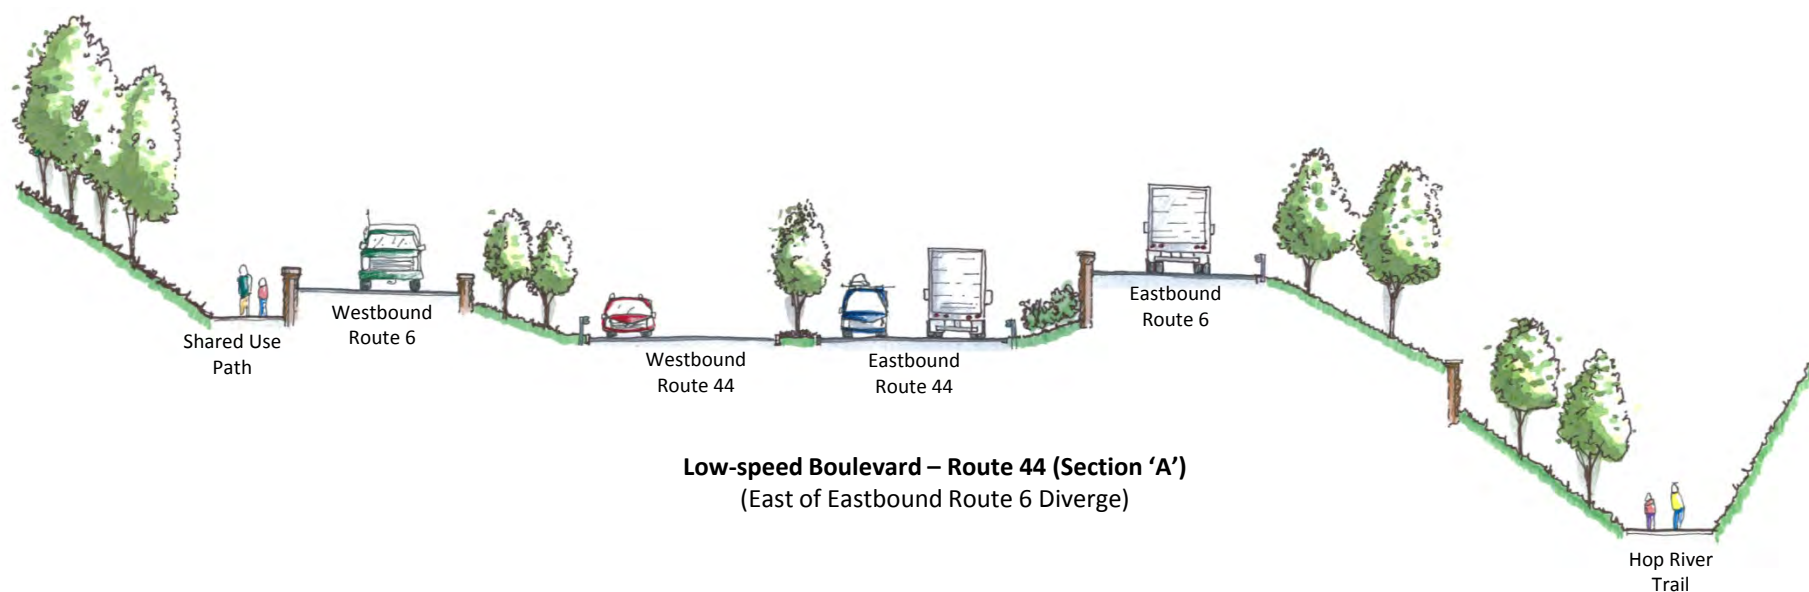 Shared Use
Path
Westbound
Route 6
Westbound
Route 44
Eastbound
Route 44
Eastbound
Route 6
Low-speed Boulevard – Route 44 (Section ‘A’)
(East of Eastbound Route 6 Diverge)
Hop River
Trail